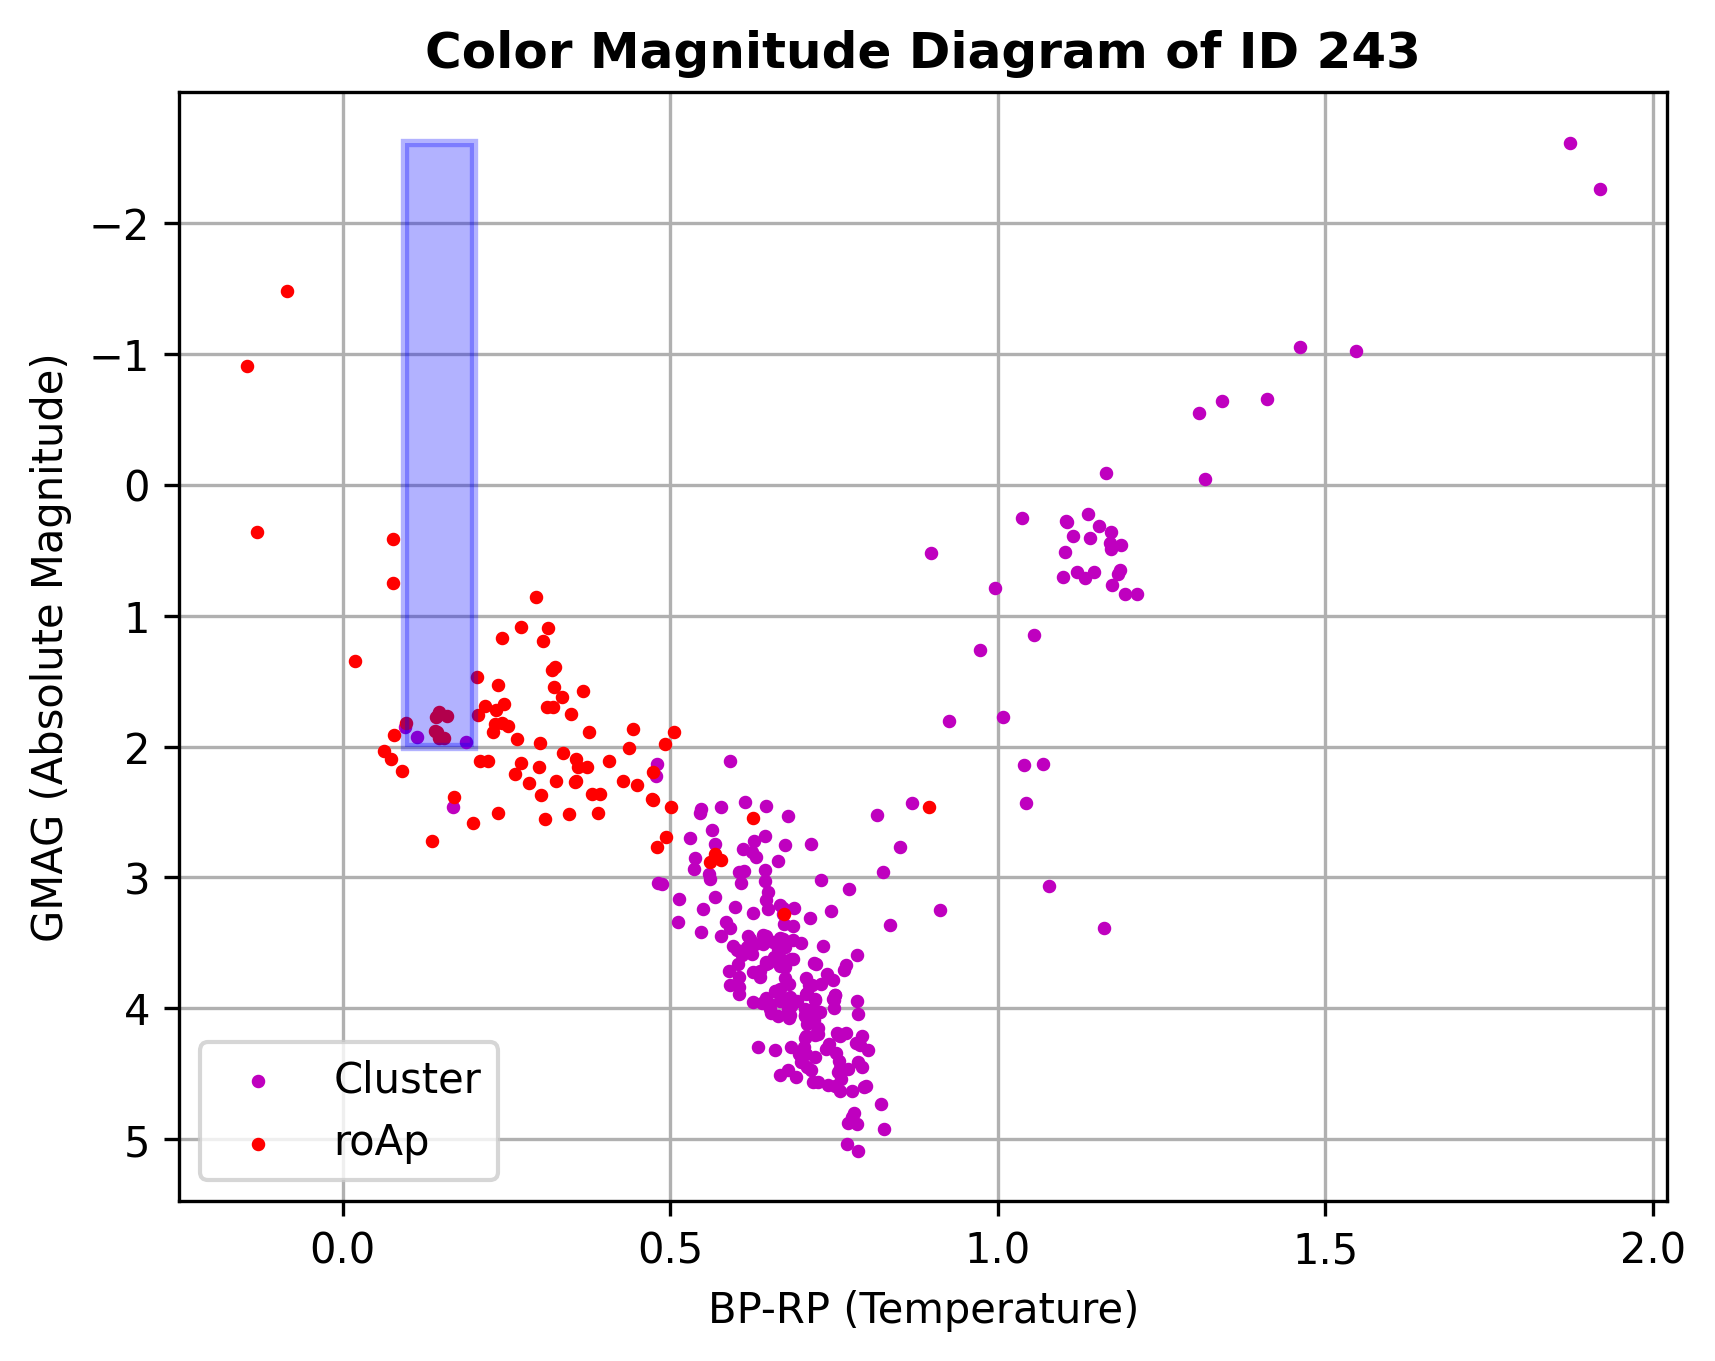 Color Magnitude Diagram of ID 243
GMAG (Absolute Magnitude)
−2
−1
0
1
2
3
4
5
Cluster
roAp
0.0 0.5 1.0 1.5 2.0
BP-RP (Temperature)